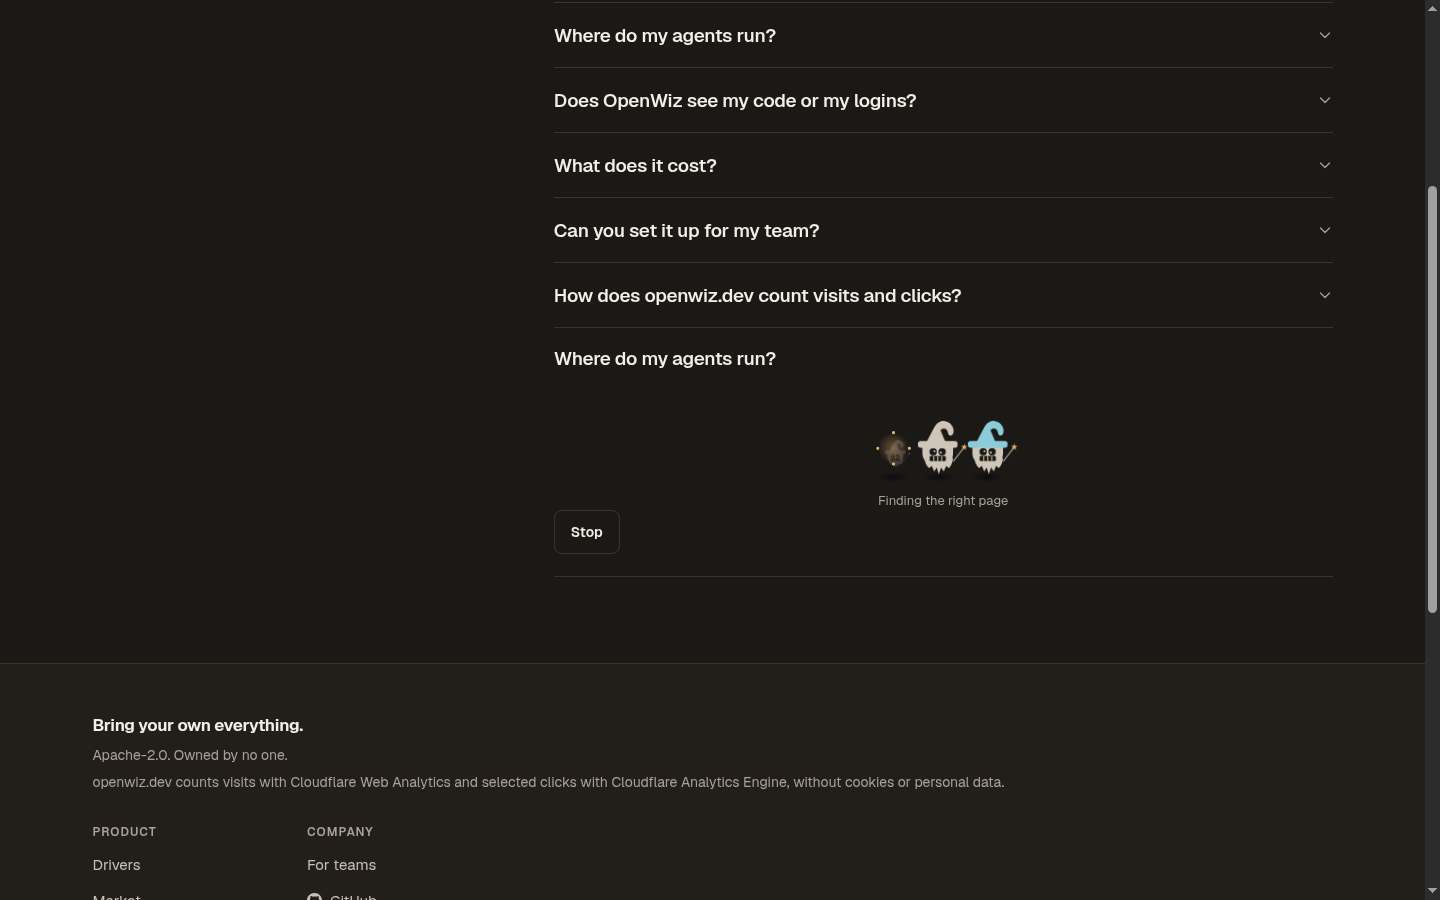 Where do my agents run?
Does OpenWiz see my code or my logins?
What does it cost?
Can you set it up for my team?
How does openwiz.dev count visits and clicks?
Where do my agents run?
Finding the right page
Stop
Bring your own everything.
Apache-2.0. Owned by no one.
openwiz.dev counts visits with Cloudflare Web Analytics and selected clicks with Cloudflare Analytics Engine, without cookies or personal data.
PRODUCT
COMPANY
Drivers
For teams
Market
GitHub